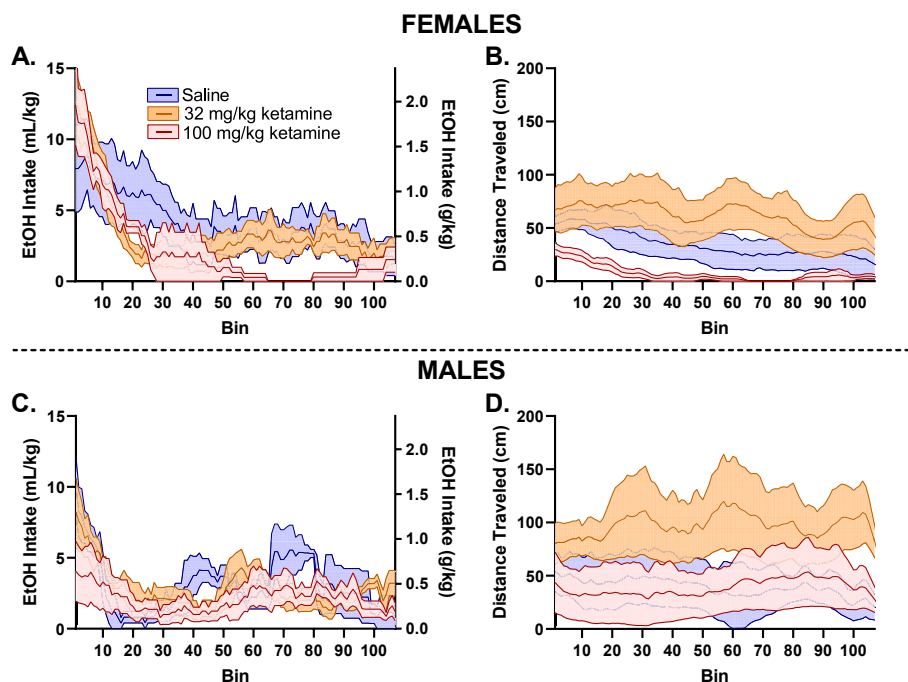 FEMALES
A.
EtOH Intake (mL/kg)
15
10
5
0
Saline
32 mg/kg ketamine
100 mg/kg ketamine
2.0
1.5
1.0
0.5
0.0
EtOH Intake (g/kg)
10 20 30 40 50 60 70 80 90 100
Bin
B.
Distance Traveled (cm)
200
150
100
50
0
10 20 30 40 50 60 70 80 90 100
Bin
MALES
C.
EtOH Intake (mL/kg)
15
10
5
0
2.0
1.5
1.0
0.5
0.0
EtOH Intake (g/kg)
10 20 30 40 50 60 70 80 90 100
Bin
D.
Distance Traveled (cm)
200
150
100
50
0
10 20 30 40 50 60 70 80 90 100
Bin